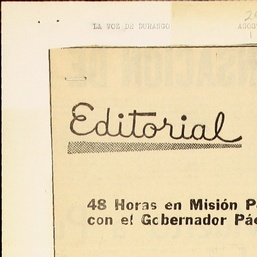 LA VOZ DE DURANGO
Editorial
48 Horas en Misión
con el Gobernador